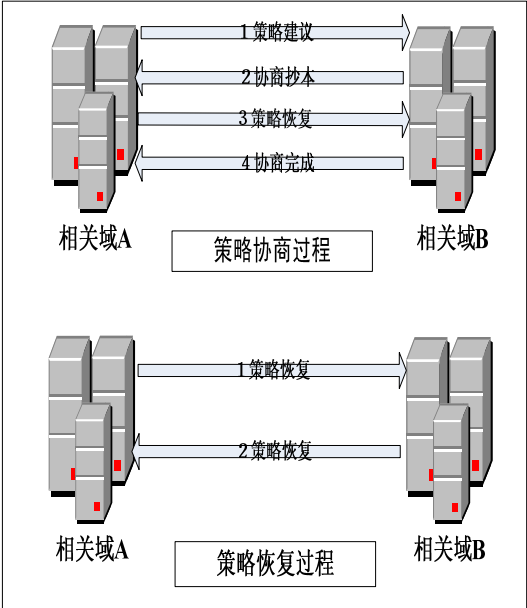 1 策略建议
2 协商抄本
3 策略恢复
4 协商完成
相关域A
相关域B
策略协商过程
1 策略恢复
2 策略恢复
相关域A
相关域B
策略恢复过程